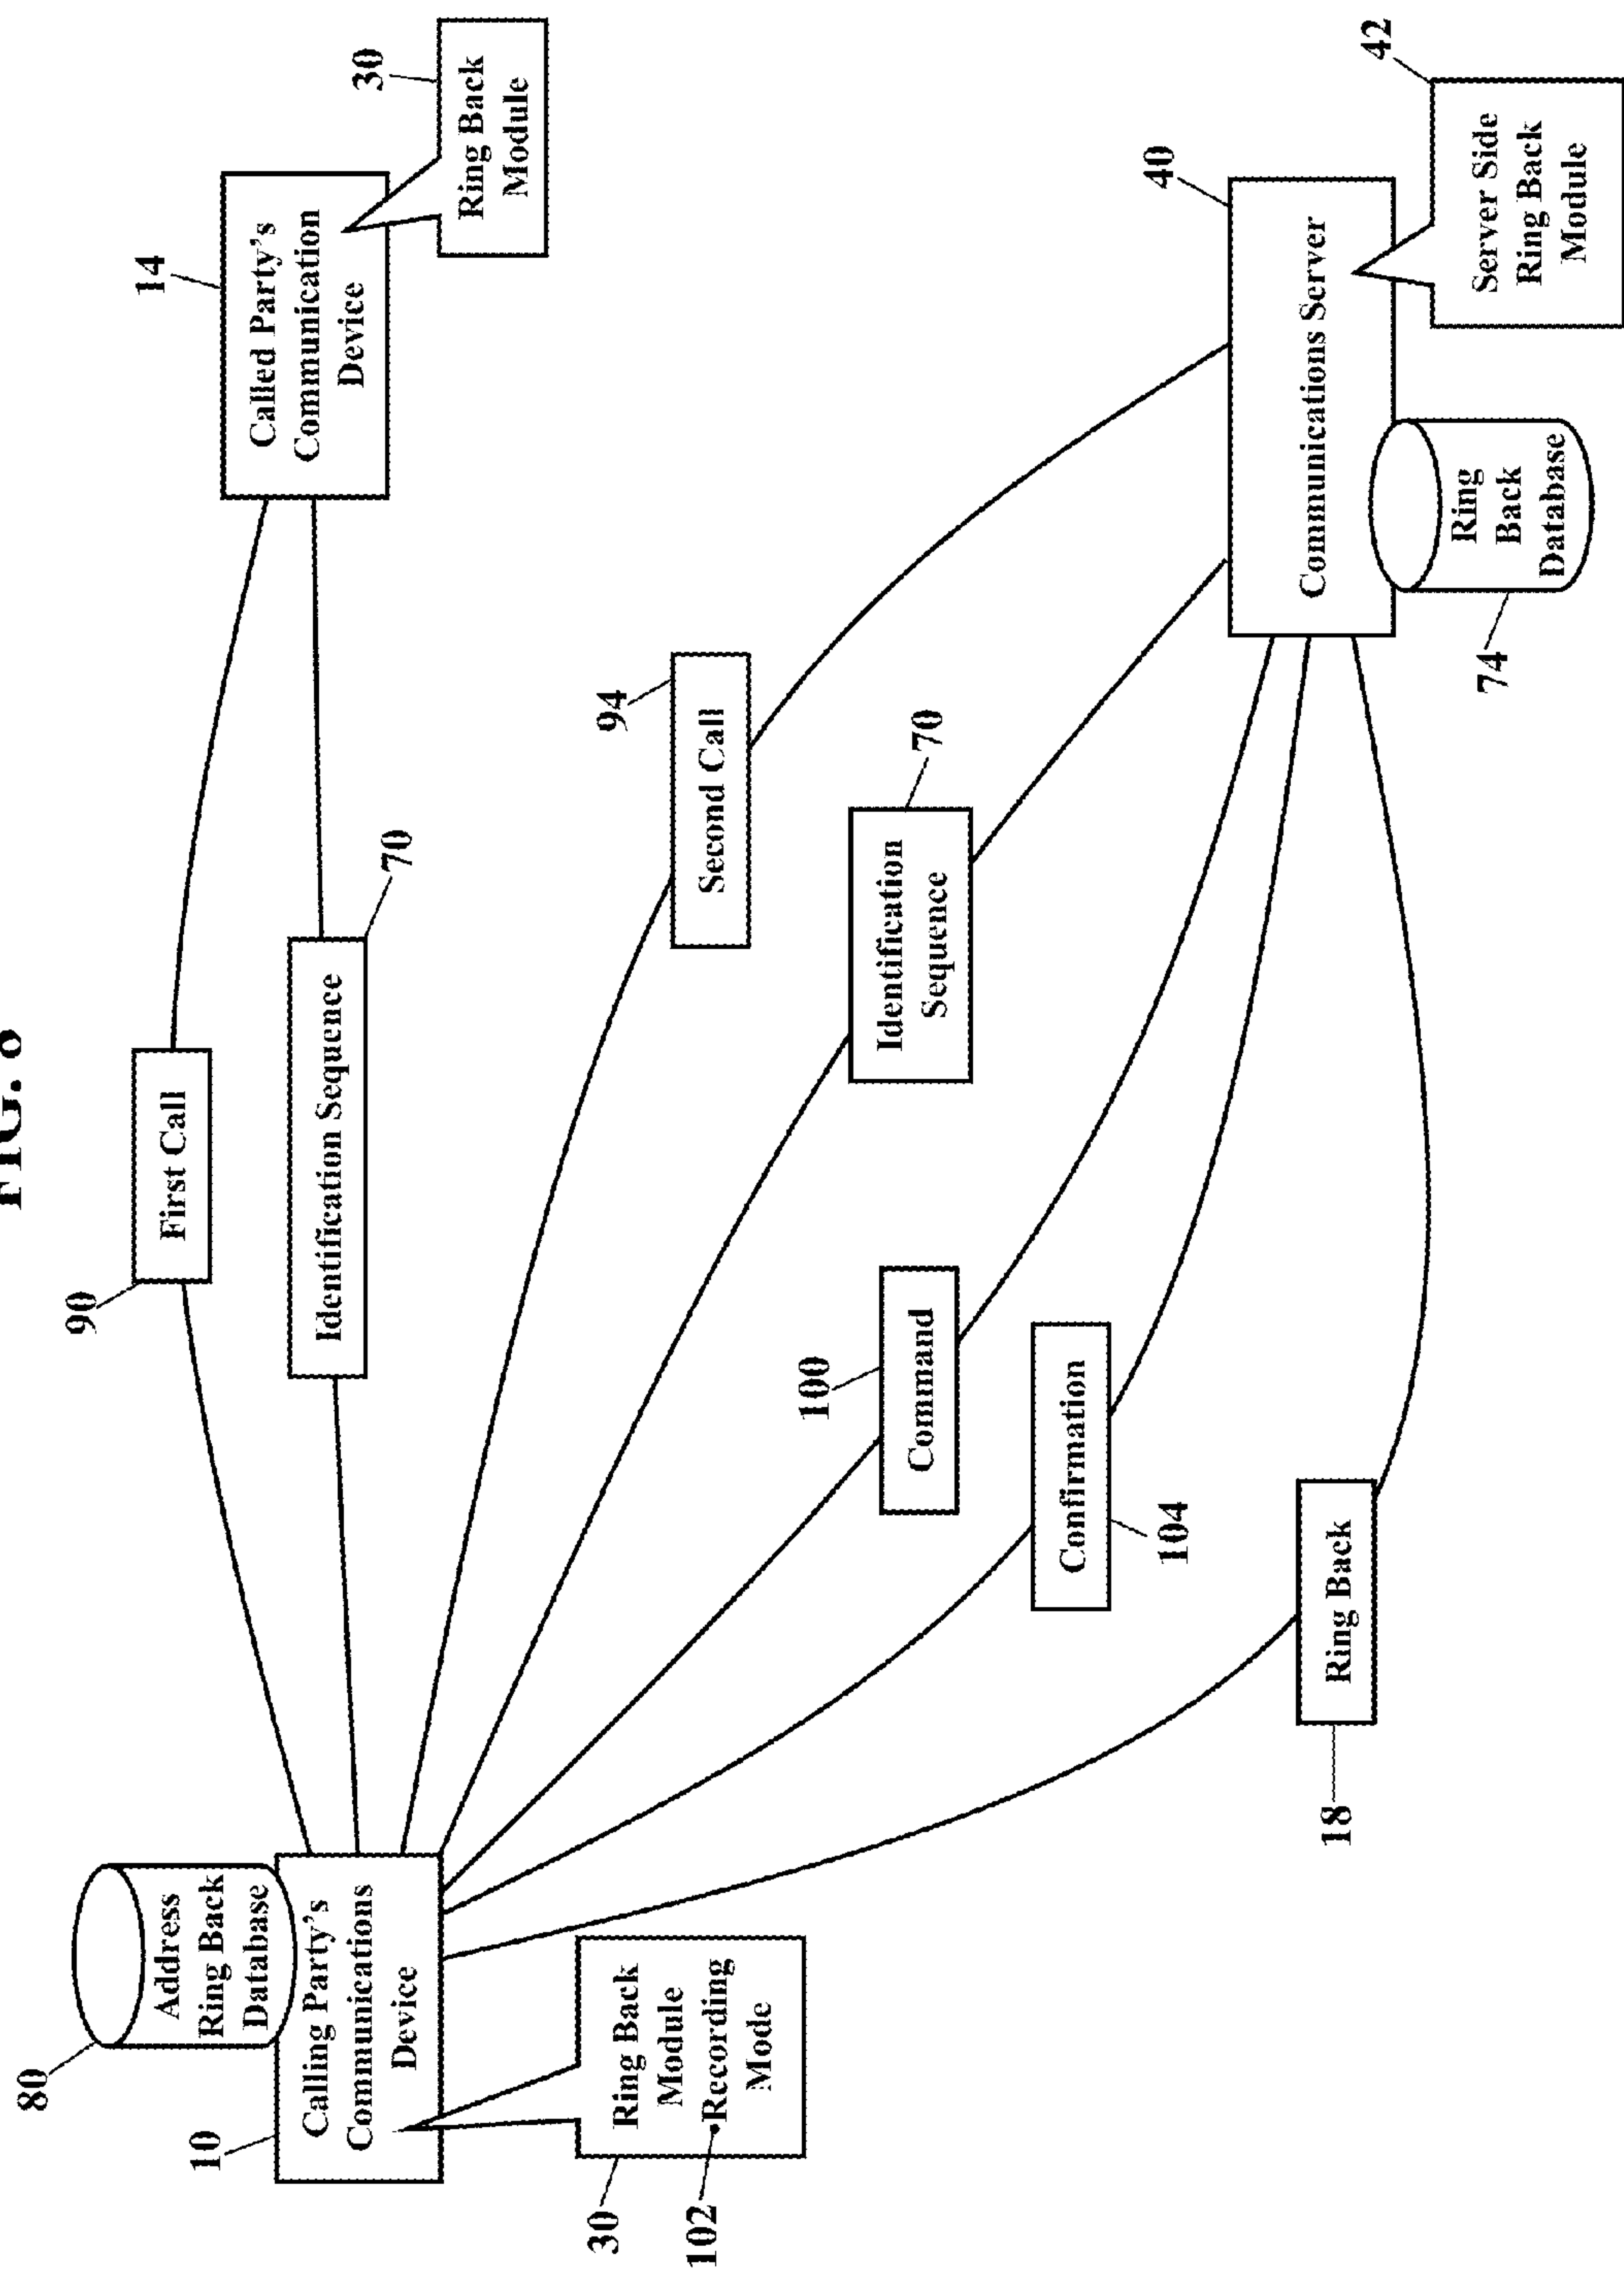 FIG.
80
Address
Ring Back
Database
10
Calling Party's
Communications
Device
30
Ring Back
Module
102
•Recording
Mode
90
First Call
Identification Sequence
70
14
Called Party's
Communication
Device
30
Ring Back
Module
94
Second Call
Identification
Sequence
70
100
Command
Confirmation
104
18
Ring Back
40
Communications Server
74
Ring
Back
Database
42
Server Side
Ring Back
Module